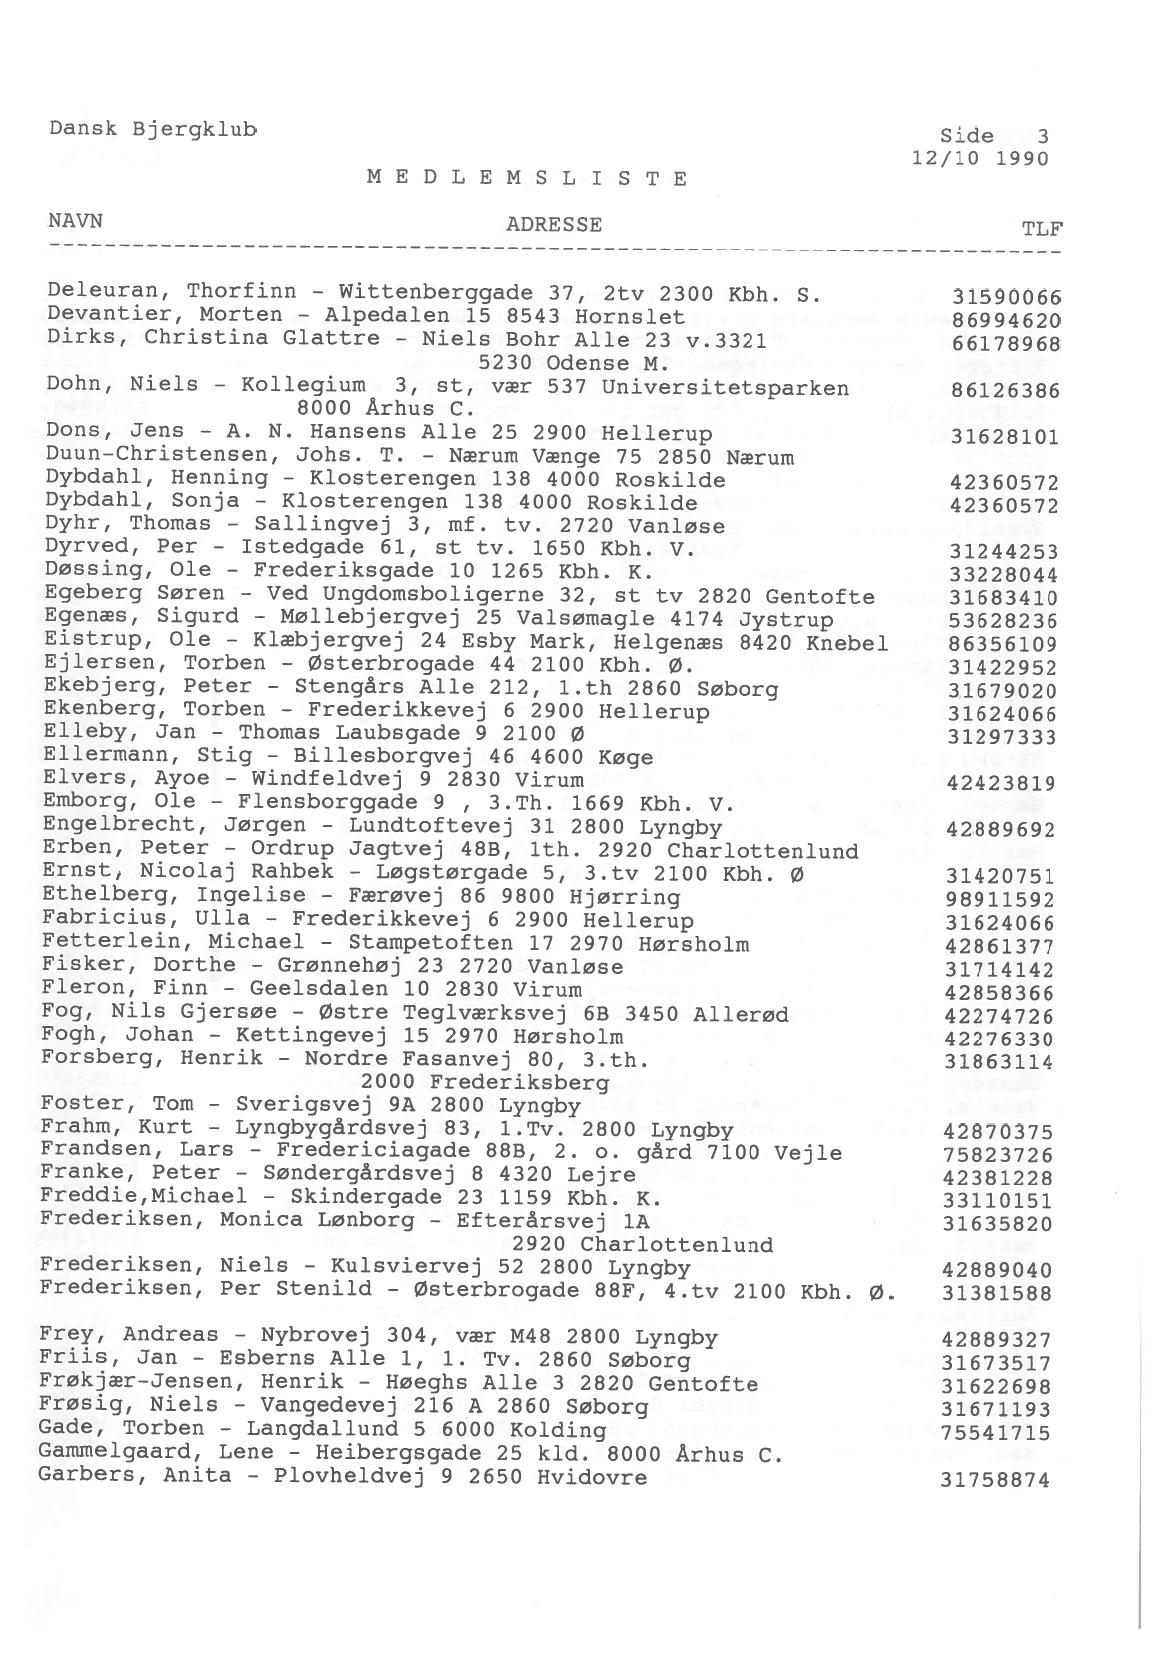 Dansk Bjergklub
Side 3
12/10 1990
M E D L E M S L I S T E
NAVN ADRESSE TLF
--------------------------------------------------------------------------
Deleuran, Thorfinn - Wittenberggade 37, 2tv 2300 Kbh. S. 31590066
Devantier, Morten - Alpedalen 15 8543 Hornslet 86994620
Dirks, Christina Glattre - Niels Bohr Alle 23 v.3321 66178968
5230 Odense M.
Dohn, Niels - Kollegium 3, st, vær 537 Universitetsparken 86126386
8000 Århus C.
Dons, Jens - A. N. Hansens Alle 25 2900 Hellerup 31628101
Duun-Christensen, Johs. T. - Nærum Vænge 75 2850 Nærum
Dybdahl, Henning - Klosterengen 138 4000 Roskilde 42360572
Dybdahl, Sonja - Klosterengen 138 4000 Roskilde 42360572
Dyhr, Thomas - Sallingvej 3, mf. tv. 2720 Vanløse
Dyrved, Per - Istedgade 61, st tv. 1650 Kbh. V. 31244253
Døssing, Ole - Frederiksgade 10 1265 Kbh. K. 33228044
Egeberg Søren - Ved Ungdomsboligerne 32, st tv 2820 Gentofte 31683410
Egenæs, Sigurd - Møllebjergvej 25 Valsømagle 4174 Jystrup 53628236
Eistrup, Ole - Klæbjergvej 24 Esby Mark, Helgenæs 8420 Knebel 86356109
Ejlersen, Torben - Østerbrogade 44 2100 Kbh. Ø. 31422952
Ekebjerg, Peter - Stengårs Alle 212, 1.th 2860 Søborg 31679020
Ekenberg, Torben - Frederikkevej 6 2900 Hellerup 31624066
Elleby, Jan - Thomas Laubsgade 9 2100 Ø 31297333
Ellermann, Stig - Billesborgvej 46 4600 Køge
Elvers, Ayoe - Windfeldvej 9 2830 Virum 42423819
Emborg, Ole - Flensborggade 9 , 3.Th. 1669 Kbh. V.
Engelbrecht, Jørgen - Lundtoftevej 31 2800 Lyngby 42889692
Erben, Peter - Ordrup Jagtvej 48B, 1th. 2920 Charlottenlund
Ernst, Nicolaj Rahbek - Løgstørgade 5, 3.tv 2100 Kbh. Ø 31420751
Ethelberg, Ingelise - Færøvej 86 9800 Hjørring 98911592
Fabricius, Ulla - Frederikkevej 6 2900 Hellerup 31624066
Fetterlein, Michael - Stampetoften 17 2970 Hørsholm 42861377
Fisker, Dorthe - Grønnehøj 23 2720 Vanløse 31714142
Fleron, Finn - Geelsdalen 10 2830 Virum 42858366
Fog, Nils Gjersøe - Østre Teglværksvej 6B 3450 Allerød 42274726
Fogh, Johan - Kettingevej 15 2970 Hørsholm 42276330
Forsberg, Henrik - Nordre Fasanvej 80, 3.th. 31863114
2000 Frederiksberg
Foster, Tom - Sverigsvej 9A 2800 Lyngby
Frahm, Kurt - Lyngbygårdsvej 83, 1.Tv. 2800 Lyngby 42870375
Frandsen, Lars - Fredericiagade 88B, 2. o. gård 7100 Vejle 75823726
Franke, Peter - Søndergårdsvej 8 4320 Lejre 42381228
Freddie,Michael - Skindergade 23 1159 Kbh. K. 33110151
Frederiksen, Monica Lønborg - Efterårsvej 1A 31635820
2920 Charlottenlund
Frederiksen, Niels - Kulsviervej 52 2800 Lyngby 42889040
Frederiksen, Per Stenild - Østerbrogade 88F, 4.tv 2100 Kbh. Ø. 31381588
Frey, Andreas - Nybrovej 304, vær M48 2800 Lyngby 42889327
Friis, Jan - Esberns Alle 1, 1. Tv. 2860 Søborg 31673517
Frøkjær-Jensen, Henrik - Høeghs Alle 3 2820 Gentofte 31622698
Frøsig, Niels - Vangedevej 216 A 2860 Søborg 31671193
Gade, Torben - Langdallund 5 6000 Kolding 75541715
Gammelgaard, Lene - Heibergsgade 25 kld. 8000 Århus C.
Garbers, Anita - Plovheldvej 9 2650 Hvidovre 31758874